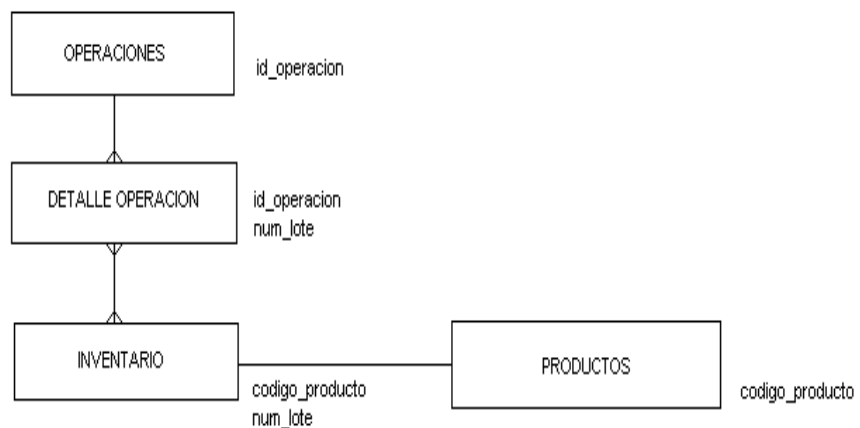 OPERACIONES
id_operacion
DETALLE OPERACION
id_operacion
num_lote
INVENTARIO
codigo_producto
num_lote
PRODUCTOS
codigo_producto